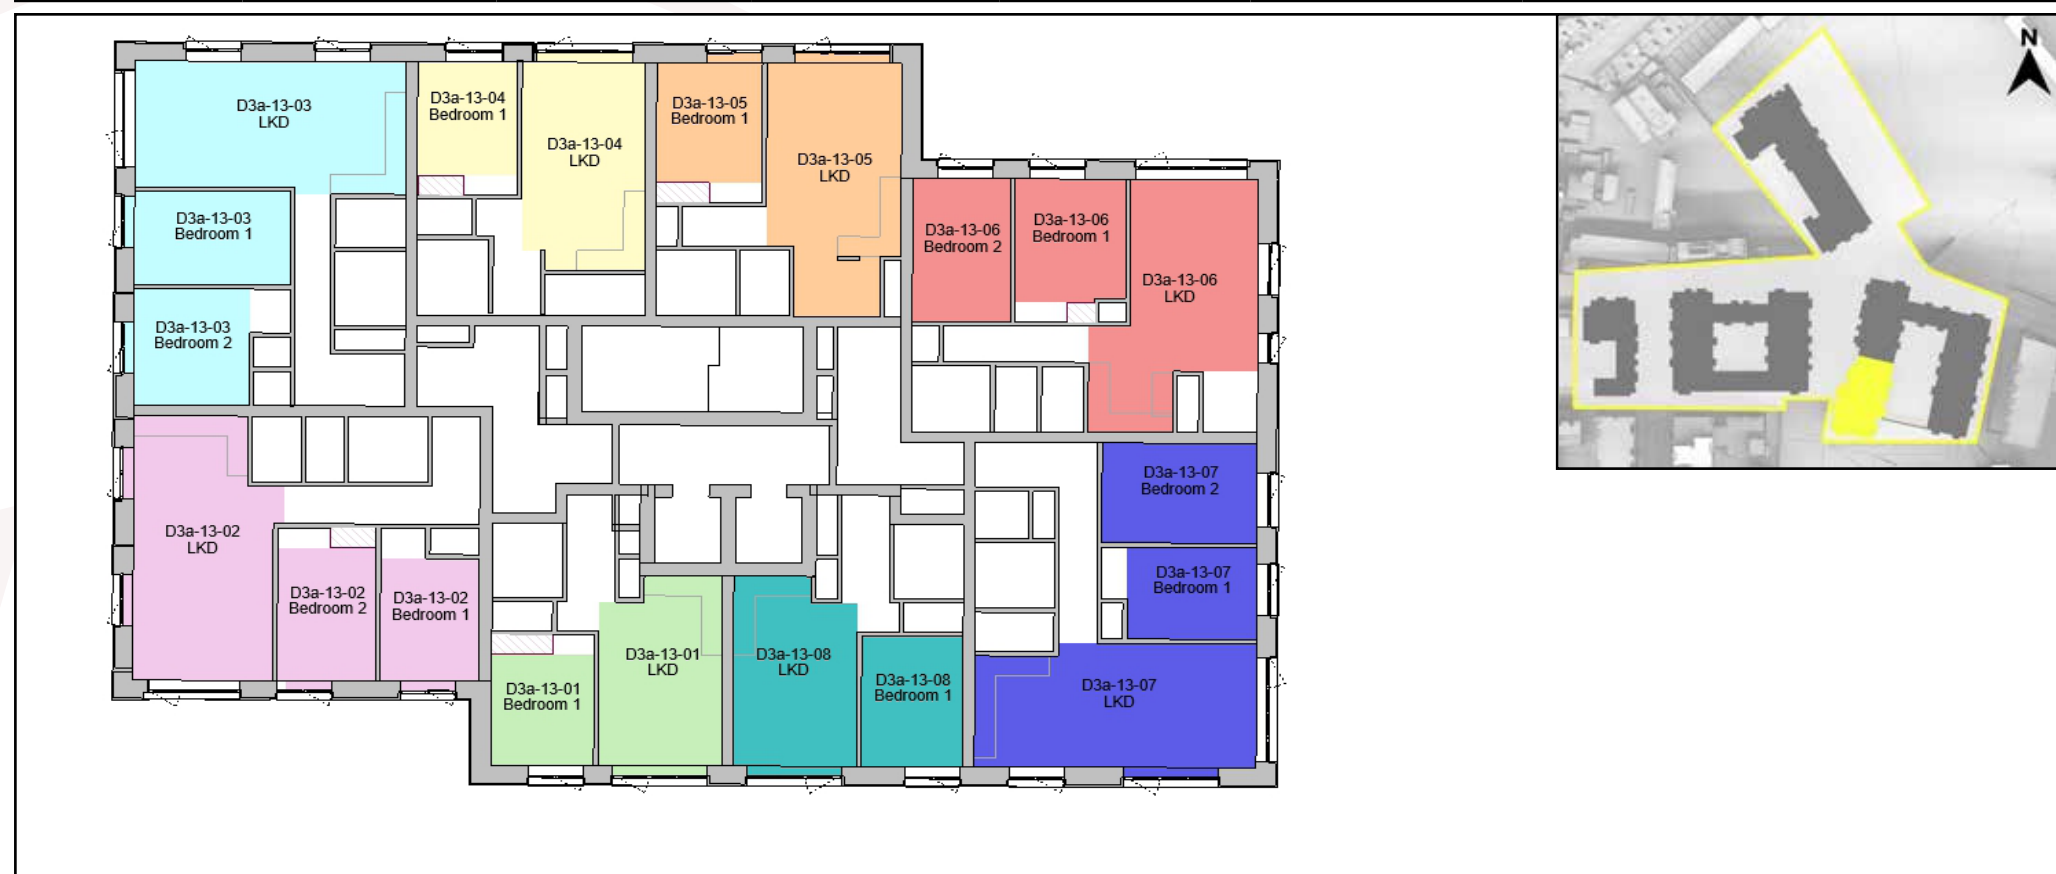 N
D3a-13-03
LKD
D3a-13-04
Bedroom 1
D3a-13-04
LKD
D3a-13-05
Bedroom 1
D3a-13-05
LKD
D3a-13-03
Bedroom 1
D3a-13-06
Bedroom 2
D3a-13-06
Bedroom 1
D3a-13-06
LKD
D3a-13-03
Bedroom 2
D3a-13-07
Bedroom 2
D3a-13-02
LKD
D3a-13-07
Bedroom 1
D3a-13-02
Bedroom 2
D3a-13-02
Bedroom 1
D3a-13-01
LKD
D3a-13-08
LKD
D3a-13-01
Bedroom 1
D3a-13-08
Bedroom 1
D3a-13-07
LKD